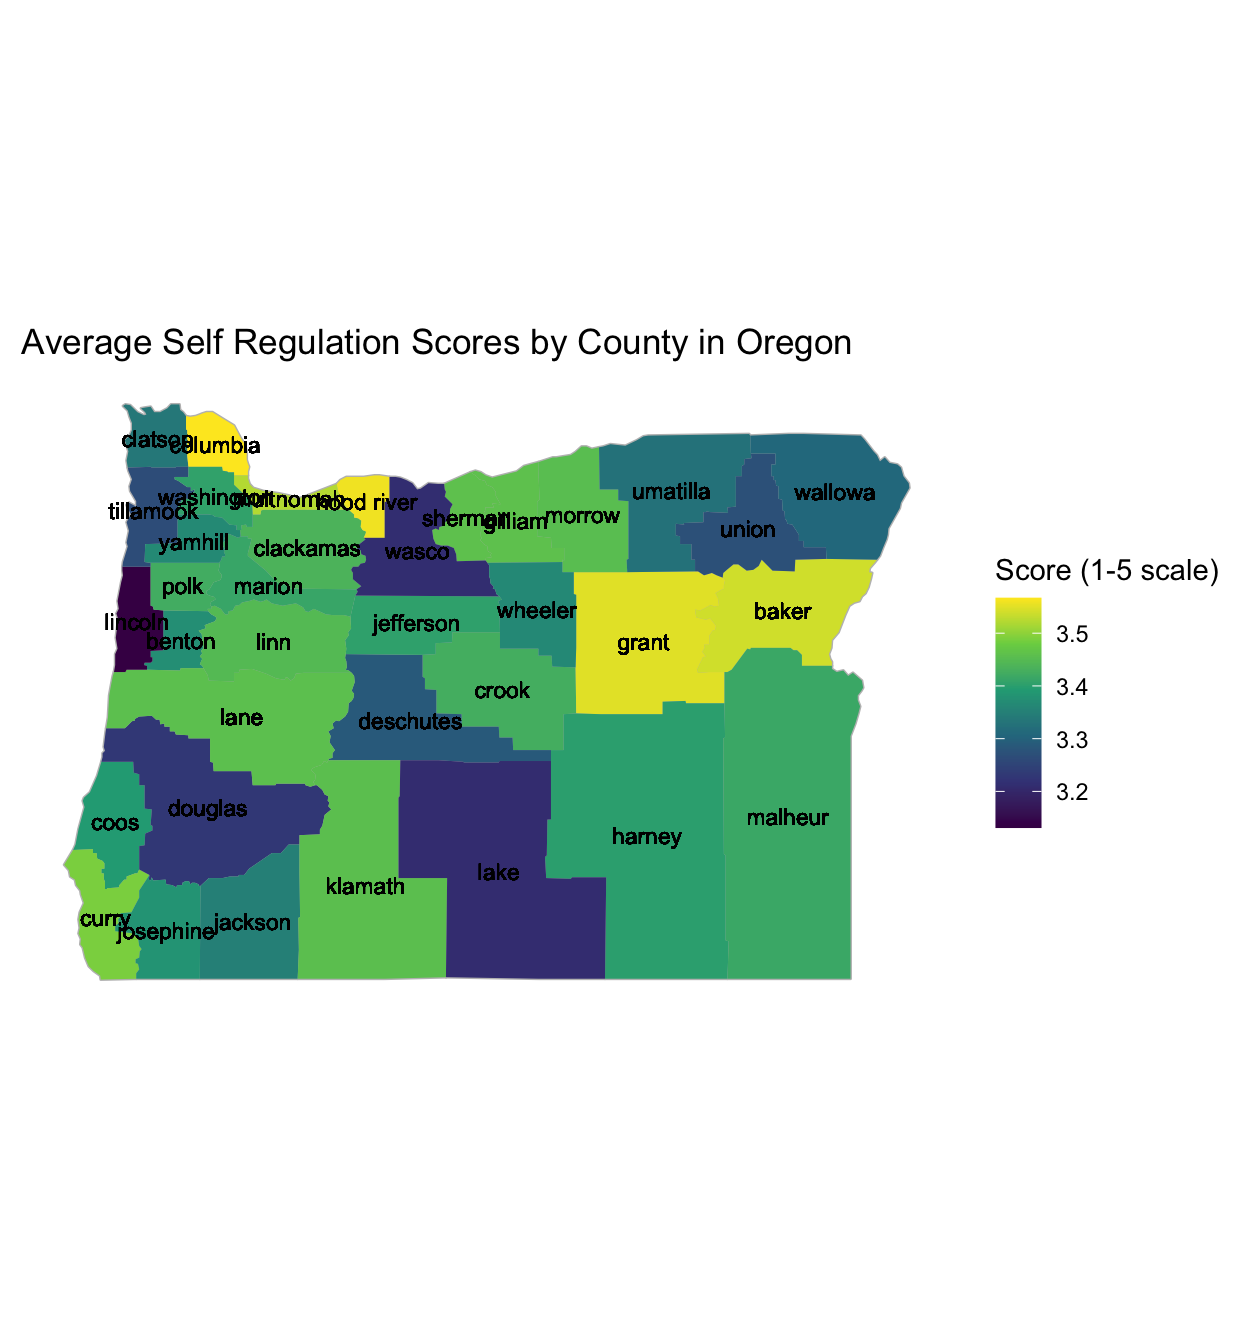 Average Self Regulation Scores by County in Oregon
clatsop
columbia
washington
multnomah
hood river
tillamook
yamhill
clackamas
wasco
sherman
gilliam
morrow
umatilla
union
wallowa
polk
marion
lincoln
benton
linn
jefferson
wheeler
grant
baker
lane
deschutes
crook
coos
douglas
klamath
lake
harney
malheur
curry
josephine
jackson
Score (1-5 scale)
3.5
3.4
3.3
3.2